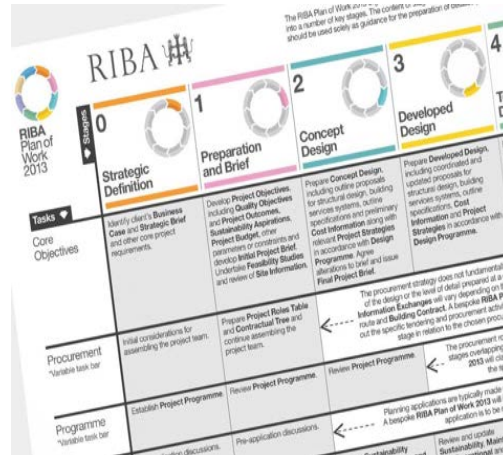 The RIBA Plan of Work 2013
into a number of key stages. The content of
should be used solely as guidance for the preparation of
RIBA
RIBA
Plan of
Work
2013
Stages
0
Strategic
Definition
1
Preparation
and Brief
2
Concept
Design
3
Developed
Design
4
Tasks
Core
Objectives
Identify client's Business
Case and Strategic Brief
and other core project
requirements.
Develop Project Objectives,
including Quality Objectives
and Project Outcomes,
Sustainability Aspirations,
Project Budget, other
parameters or constraints and
develop Initial Project Brief.
Undertake Feasibility Studies
and review of Site Information.
Prepare Concept Design,
including outline proposals
for structural design, building
services systems, outline
specifications and preliminary
Cost Information along with
relevant Project Strategies
in accordance with Design
Programme. Agree
alterations to brief and issue
Final Project Brief.
Prepare Developed Design,
including coordinated and
updated proposals for
structural design, building
services systems, outline
specifications, Cost
Information and Project
Strategies in accordance with
Design Programme.
Procurement
*Variable task bar
Initial considerations for
assembling the project team.
Prepare Project Roles Table
and Contractual Tree and
continue assembling the
project team.
The procurement strategy does not fundamental
of the design or the level of detail prepared at a
Information Exchanges will vary depending on the
route and Building Contract. A bespoke RIBA
out the specific tendering and procurement activit
stage in relation to the chosen procur
Programme
*Variable task bar
Establish Project Programme.
Review Project Programme.
Review Project Programme.
The procurement ro
stages overlapping
2013 will
the sp
discussions.
Pre-application discussions.
Planning applications are typically made
A bespoke RIBA Plan of Work 2013 will
application is to be
Sustainability
Review and update
Sustainability,